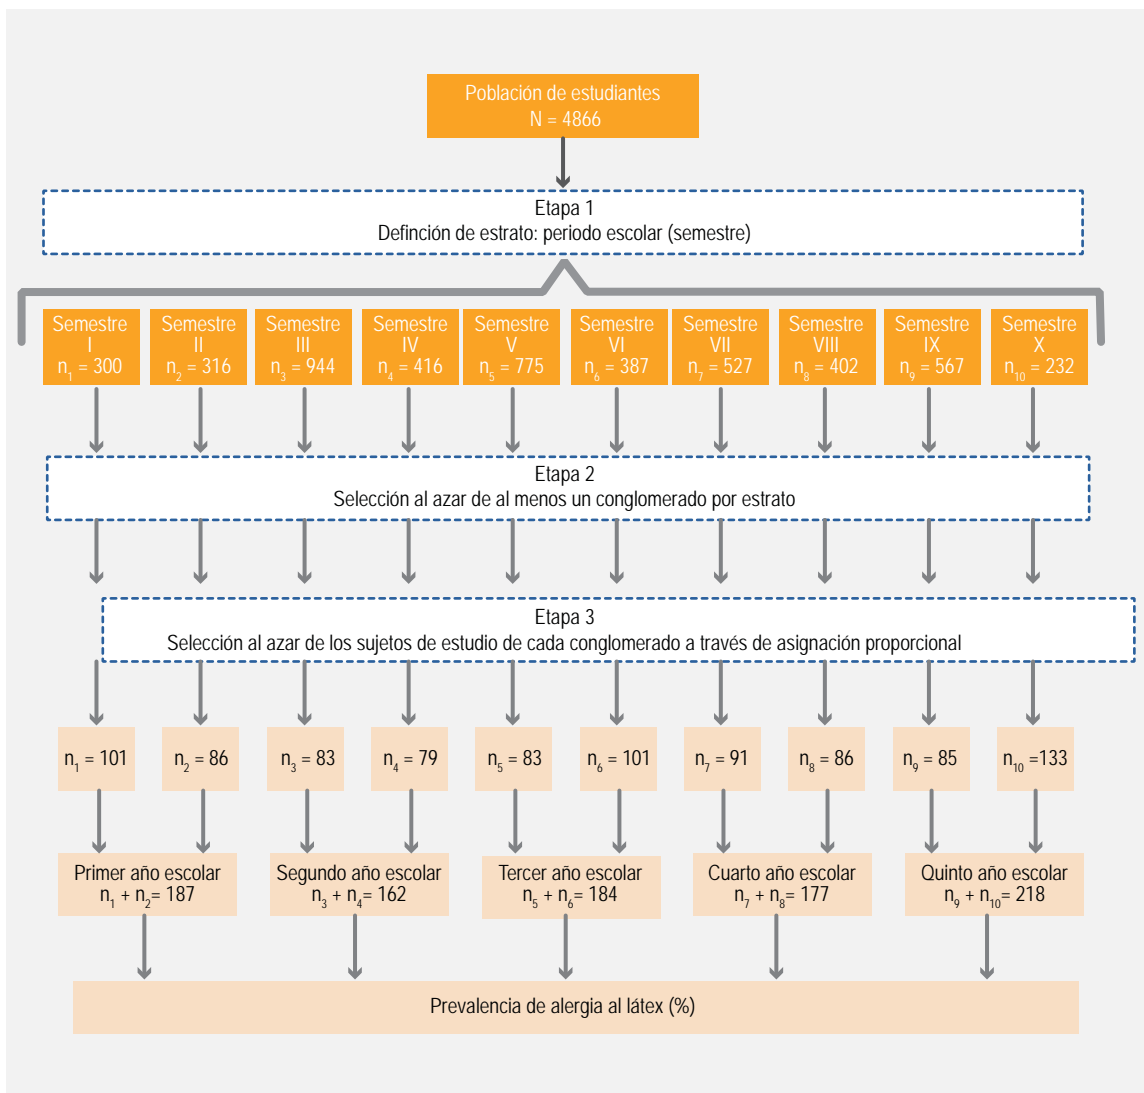 Población de estudiantes
N = 4866
Etapa 1
Definción de estrato: periodo escolar (semestre)
Semestre I n₁ = 300
Semestre II n₂ = 316
Semestre III n₃ = 944
Semestre IV n₄ = 416
Semestre V n₅ = 775
Semestre VI n₆ = 387
Semestre VII n₇ = 527
Semestre VIII n₈ = 402
Semestre IX n₉ = 567
Semestre X n₁₀ = 232
Etapa 2
Selección al azar de al menos un conglomerado por estrato
Etapa 3
Selección al azar de los sujetos de estudio de cada conglomerado a través de asignación proporcional
n₁ = 101
n₂ = 86
n₃ = 83
n₄ = 79
n₅ = 83
n₆ = 101
n₇ = 91
n₈ = 86
n₉ = 85
n₁₀ =133
Primer año escolar
n₁ + n₂= 187
Segundo año escolar
n₃ + n₄= 162
Tercer año escolar
n₅ + n₆= 184
Cuarto año escolar
n₇ + n₈= 177
Quinto año escolar
n₉ + n₁₀= 218
Prevalencia de alergia al látex (%)